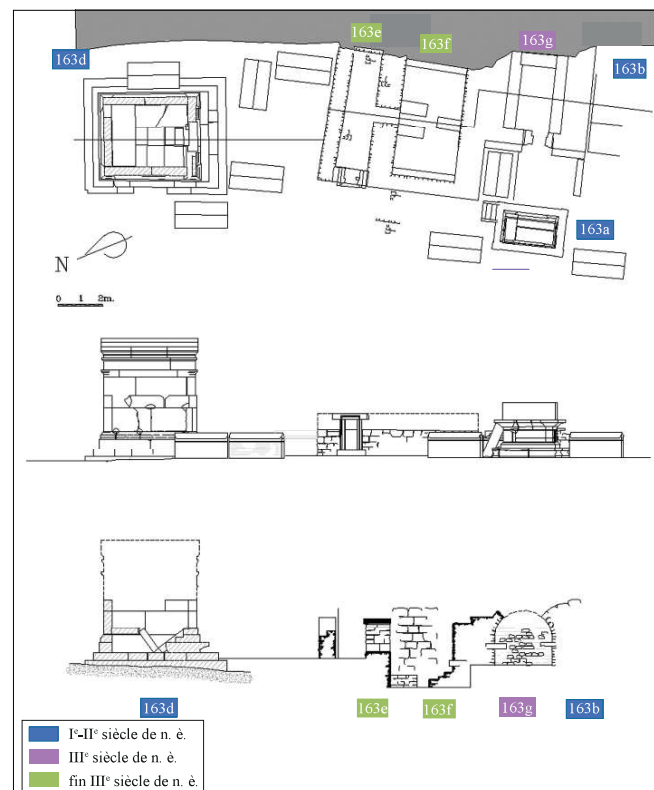 163e
163f
163g
163d
163b
163a
N
0 1 2m.
163d
163e
163f
163g
163b
Iᵉ-IIᵉ siècle de n. è.
IIIᵉ siècle de n. è.
fin IIIᵉ siècle de n. è.